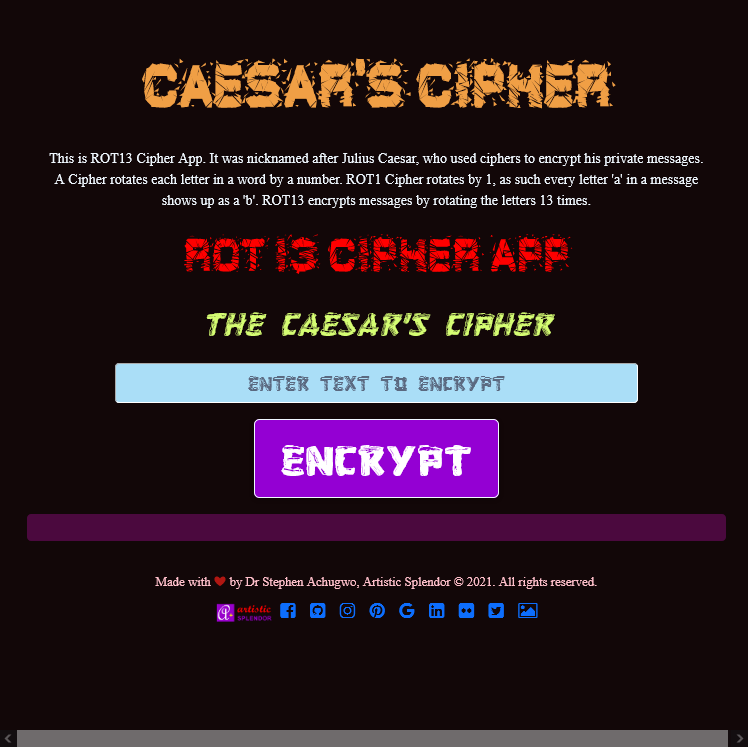 CAESAR'S CIPHER
This is ROT13 Cipher App. It was nicknamed after Julius Caesar, who used ciphers to encrypt his private messages.
A Cipher rotates each letter in a word by a number. ROT1 Cipher rotates by 1, as such every letter 'a' in a message
shows up as a 'b'. ROT13 encrypts messages by rotating the letters 13 times.
ROT 13 CIPHER APP
THE CAESAR'S CIPHER
ENTER TEXT TO ENCRYPT
ENCRYPT
Made with ❤ by Dr Stephen Achugwo, Artistic Splendor © 2021. All rights reserved.
artistic
SPLENDOR